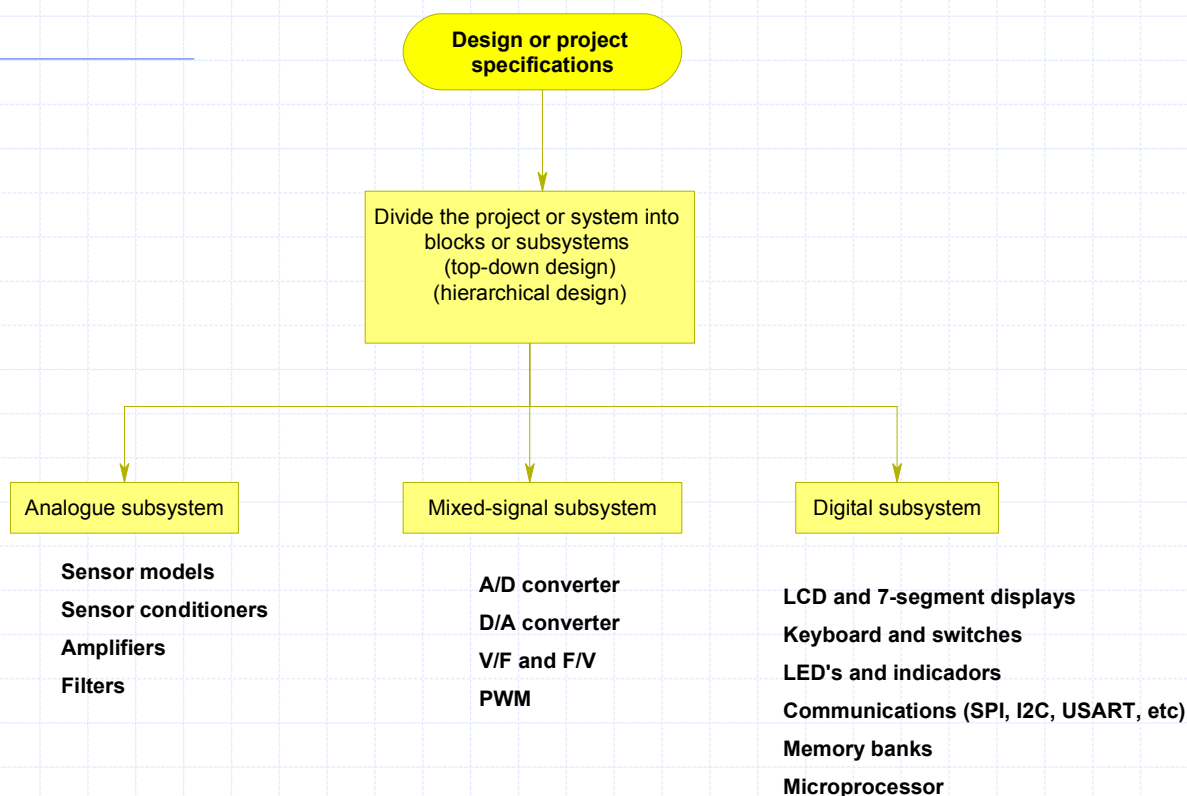 Design or project
specifications
Divide the project or system into
blocks or subsystems
(top-down design)
(hierarchical design)
Analogue subsystem
Sensor models
Sensor conditioners
Amplifiers
Filters
Mixed-signal subsystem
A/D converter
D/A converter
V/F and F/V
PWM
Digital subsystem
LCD and 7-segment displays
Keyboard and switches
LED's and indicadors
Communications (SPI, I2C, USART, etc)
Memory banks
Microprocessor